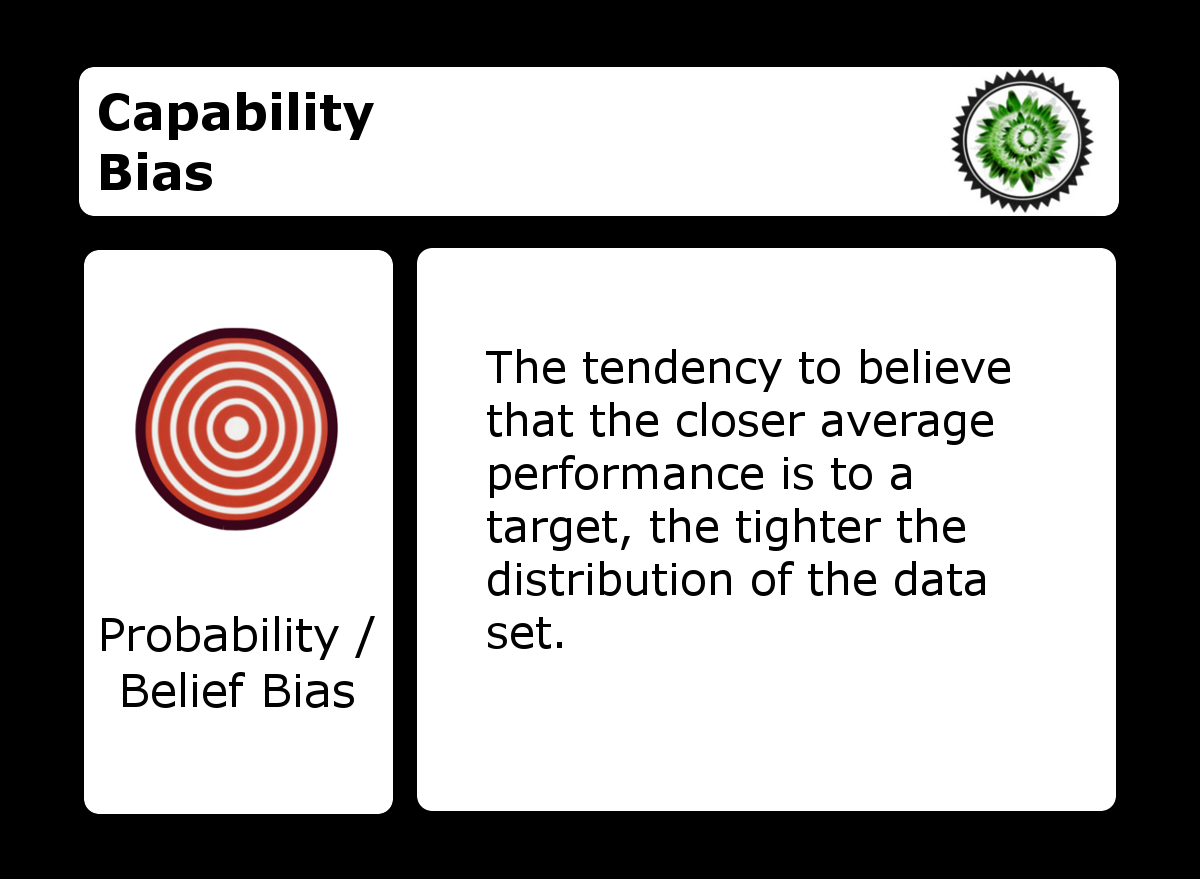 Capability
Bias
Probability /
Belief Bias
The tendency to believe
that the closer average
performance is to a
target, the tighter the
distribution of the data
set.